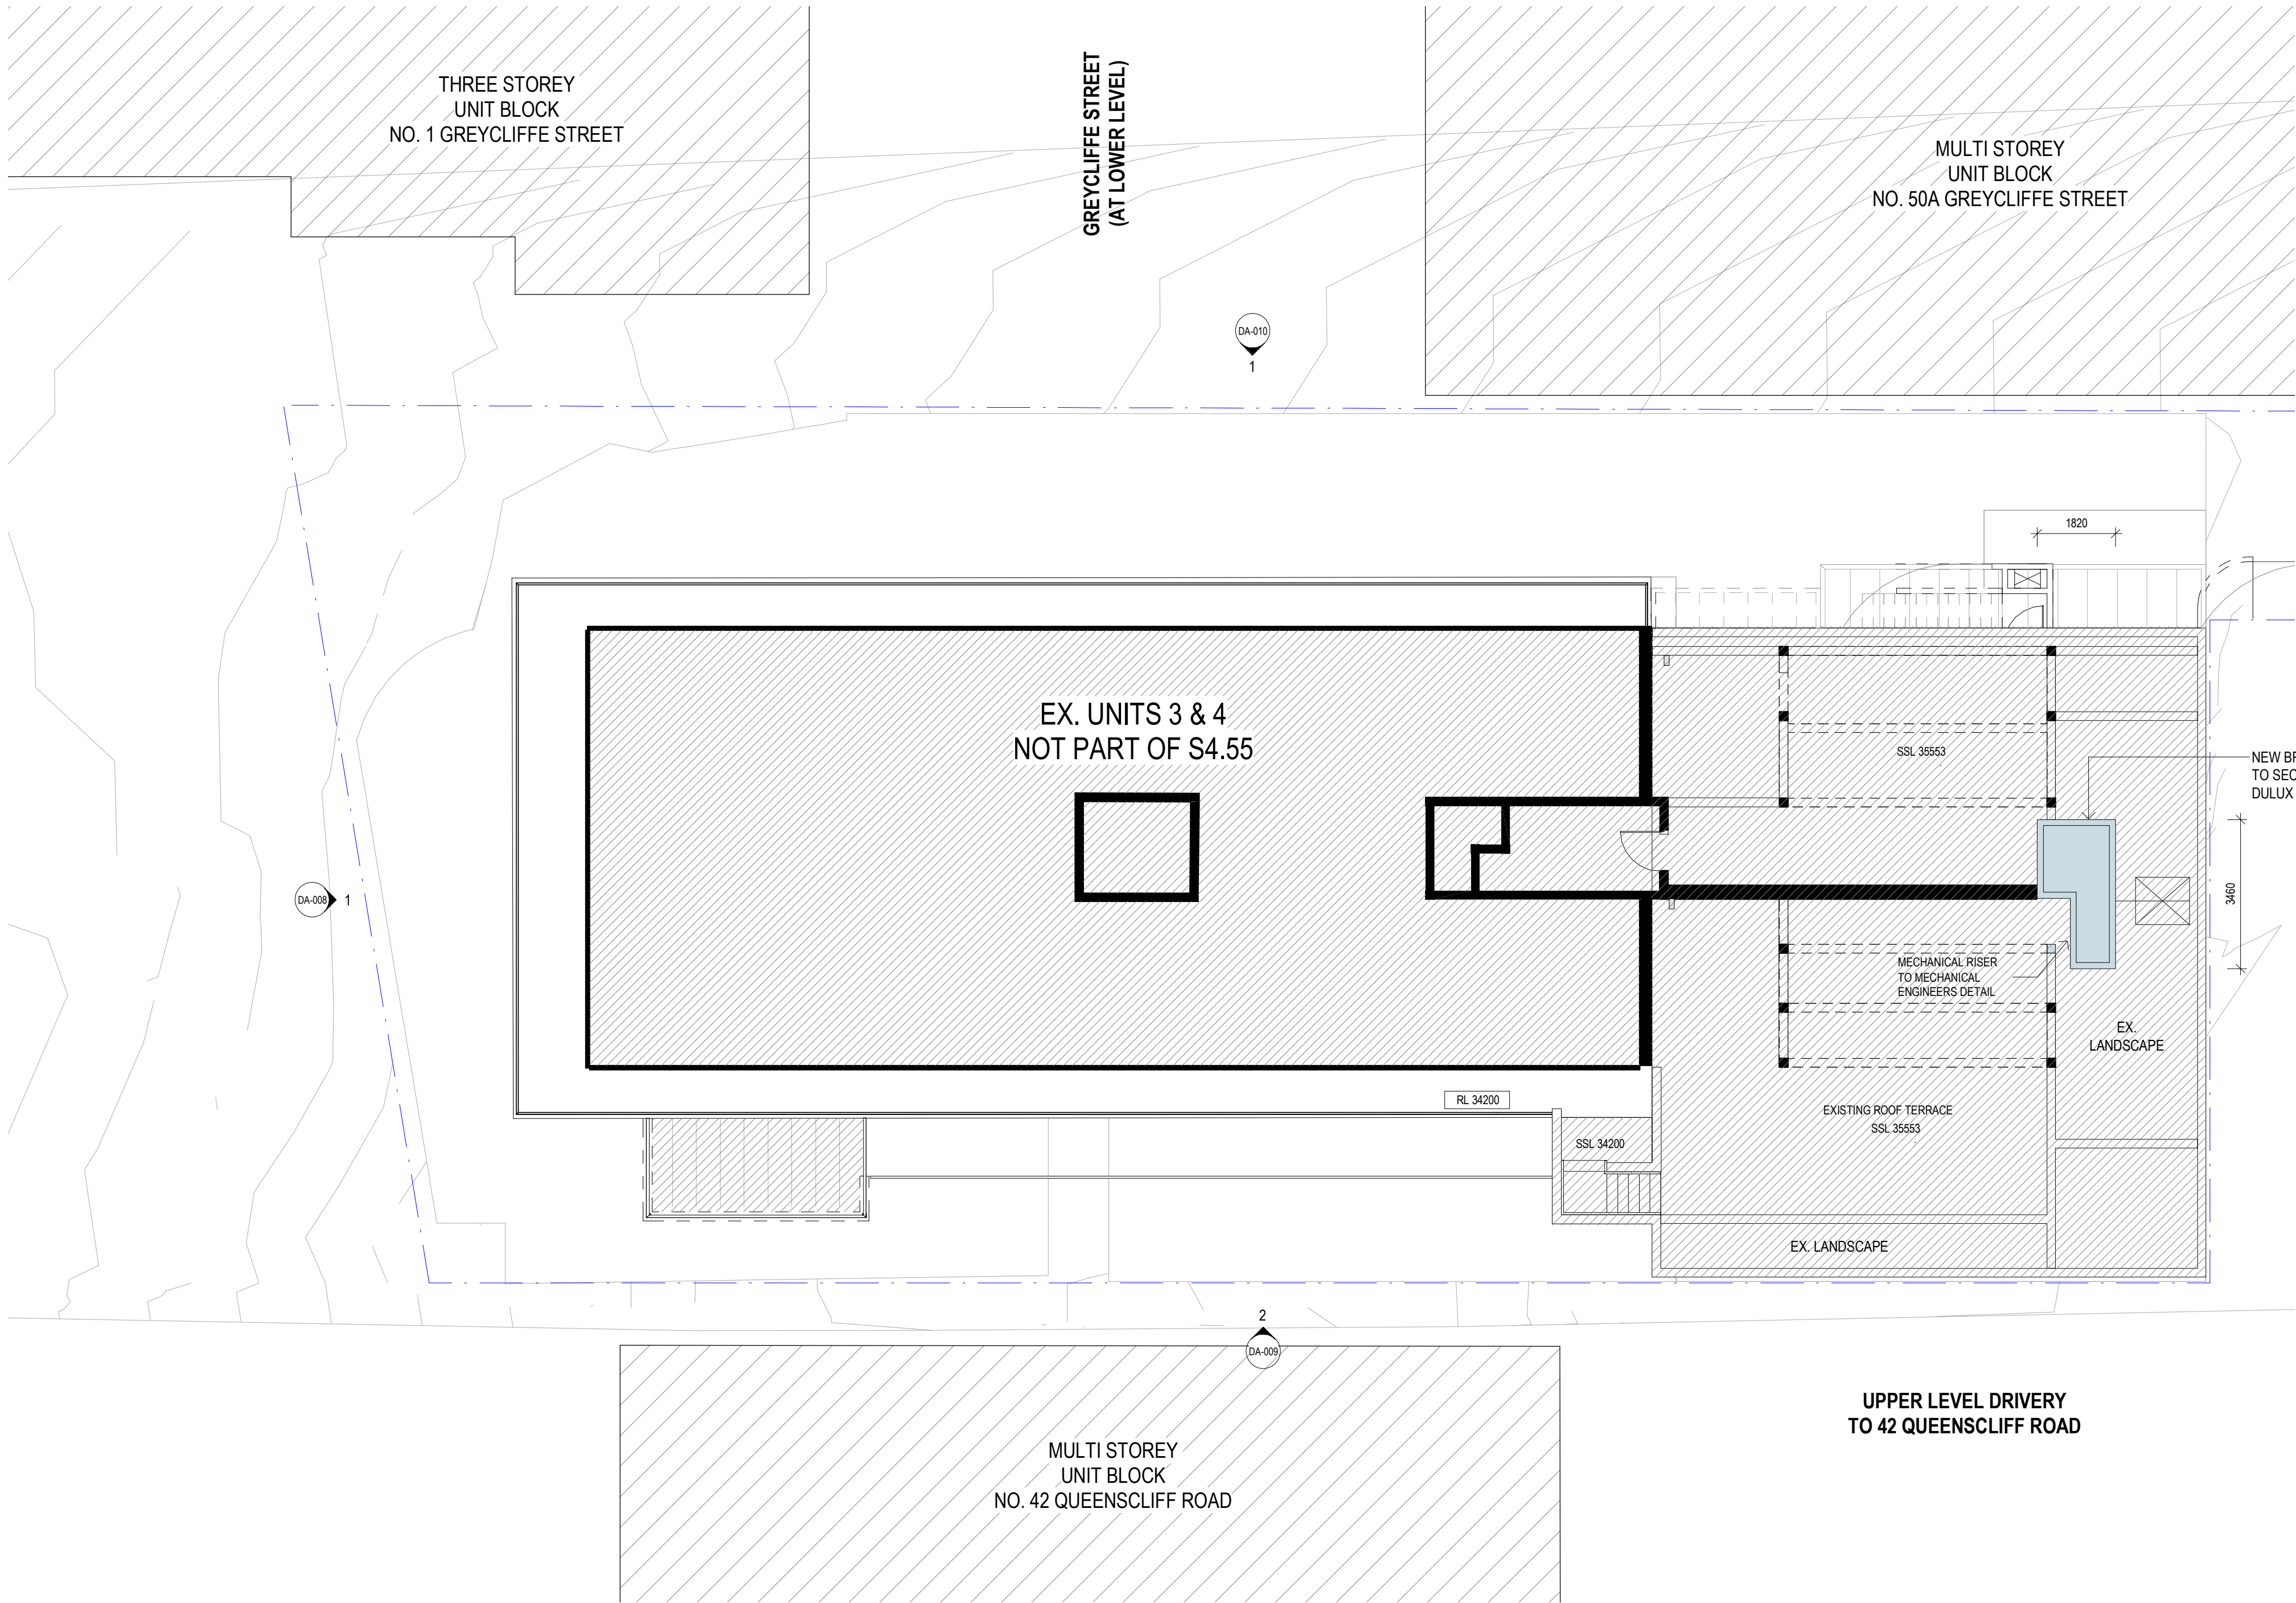 THREE STOREY
UNIT BLOCK
NO. 1 GREYCLIFFE STREET
GREYCLIFFE STREET
(AT LOWER LEVEL)
MULTI STOREY
UNIT BLOCK
NO. 50A GREYCLIFFE STREET
DA-010
1
1820
EX. UNITS 3 & 4
NOT PART OF S4.55
SSL 35553
NEW
TO
DULUX
3460
DA-008
1
MECHANICAL RISER
TO MECHANICAL
ENGINEERS DETAIL
EX.
LANDSCAPE
RL 34200
EXISTING ROOF TERRACE
SSL 35553
SSL 34200
EX. LANDSCAPE
2
DA-009
UPPER LEVEL DRIVERY
TO 42 QUEENSCLIFF ROAD
MULTI STOREY
UNIT BLOCK
NO. 42 QUEENSCLIFF ROAD